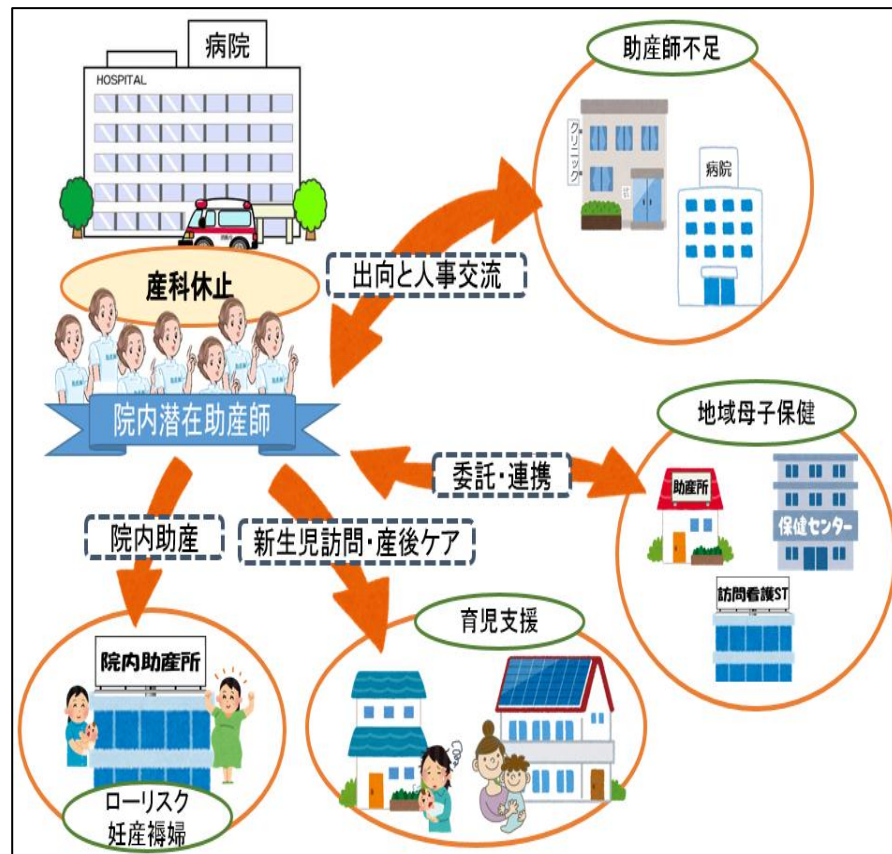 病院
HOSPITAL
産科休止
院内潜在助産師
出向と人事交流
助産師不足
クリニック
病院
委託・連携
地域母子保健
助産所
保健センター
訪問看護ST
院内助産
新生児訪問・産後ケア
院内助産所
ローリスク
妊産褥婦
育児支援